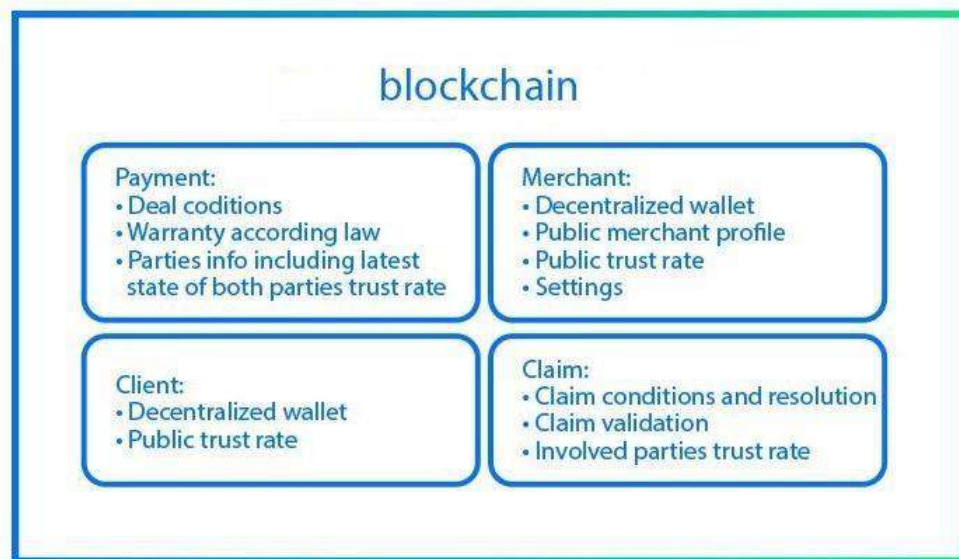 blockchain
Payment:
• Deal coditions
• Warranty according law
• Parties info including latest
state of both parties trust rate
Merchant:
• Decentralized wallet
• Public merchant profile
• Public trust rate
• Settings
Client:
• Decentralized wallet
• Public trust rate
Claim:
• Claim conditions and resolution
• Claim validation
• Involved parties trust rate